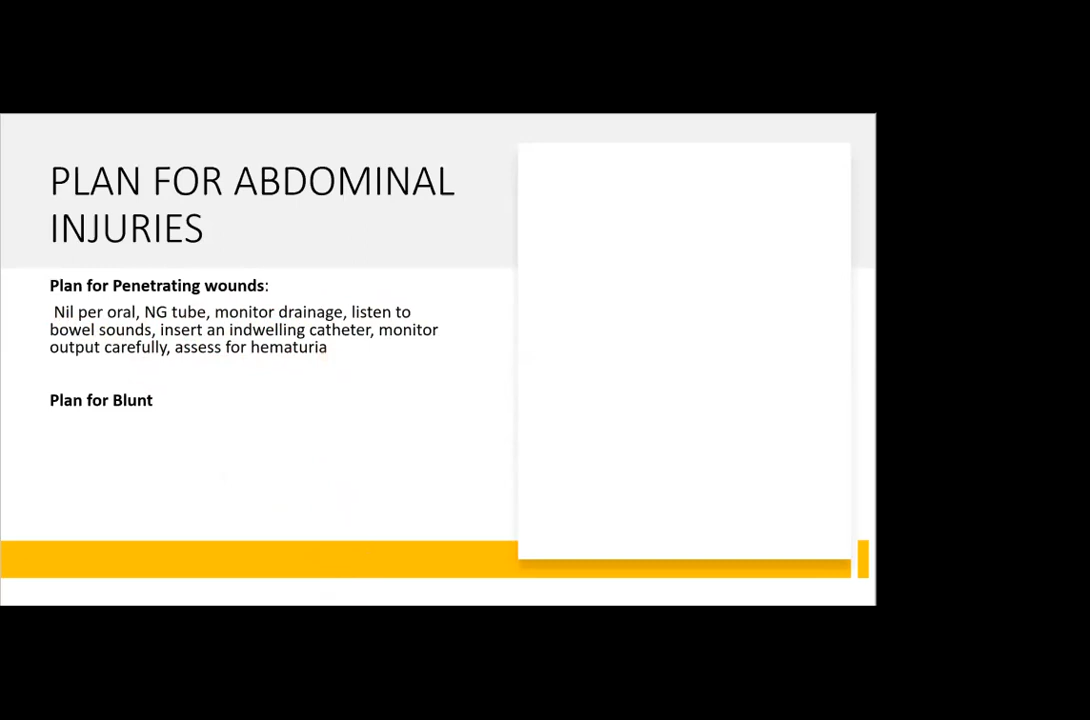 PLAN FOR ABDOMINAL
INJURIES
Plan for Penetrating wounds:
Nil per oral, NG tube, monitor drainage, listen to
bowel sounds, insert an indwelling catheter, monitor
output carefully, assess for hematuria
Plan for Blunt